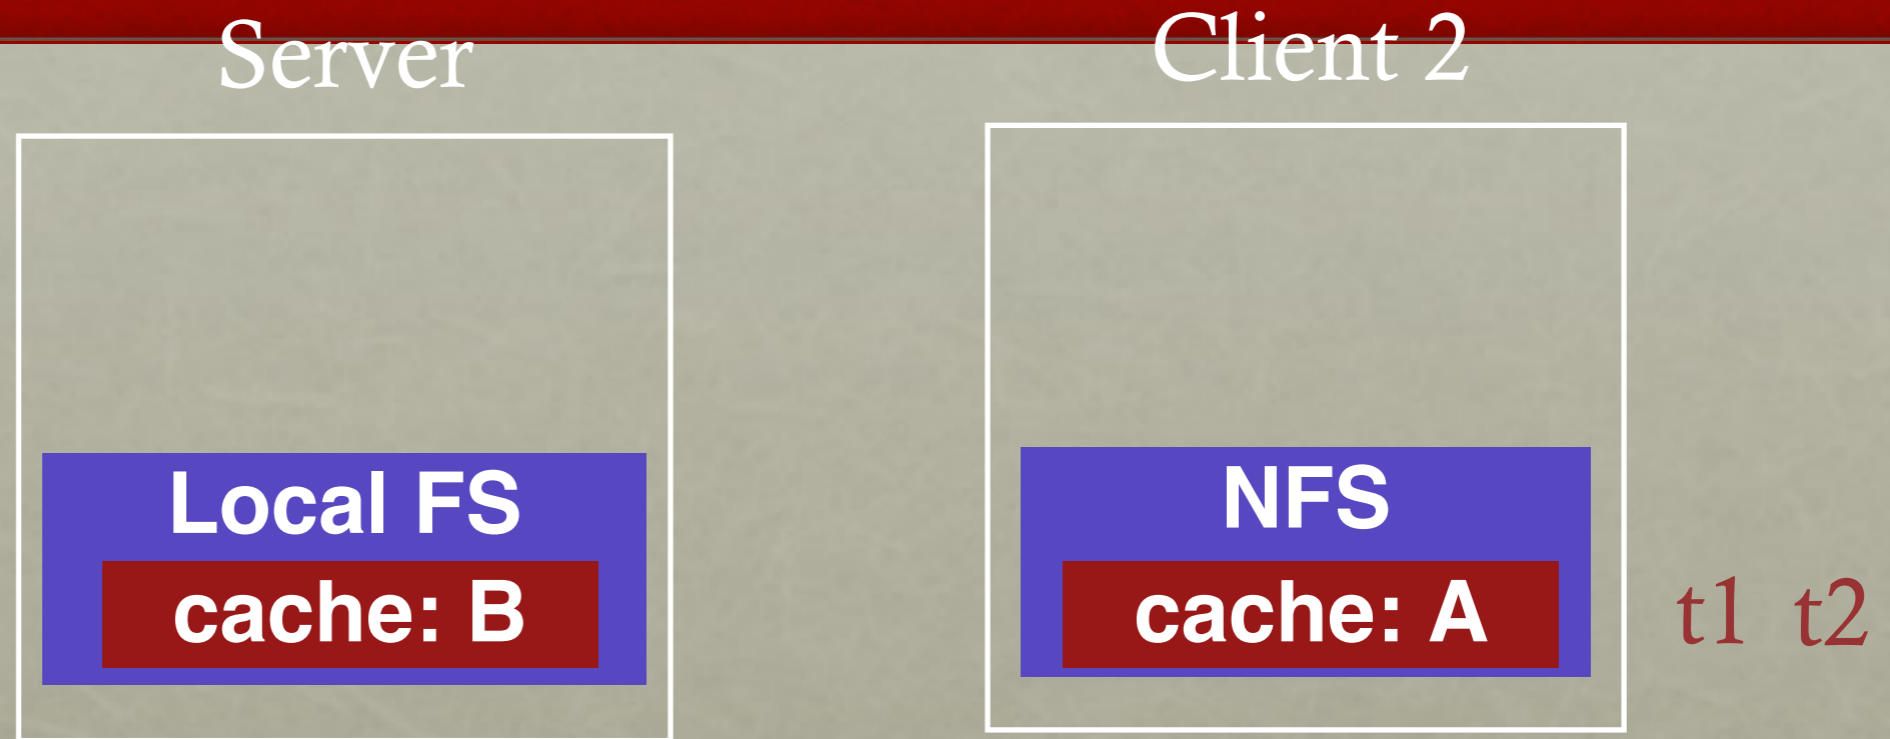 Server
Client 2
Local FS
cache: B
NFS
cache: A
t1 t2